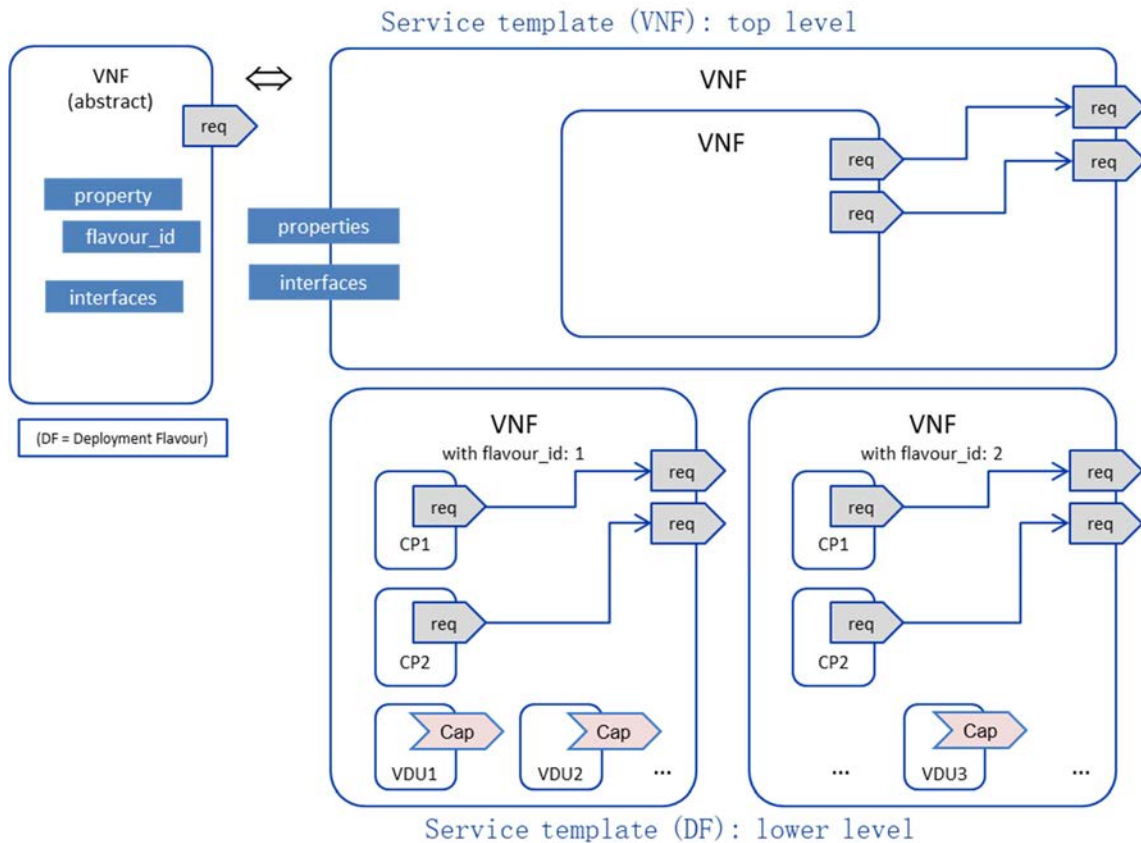 Service template (VNF): top level
VNF
(abstract)
req
property
flavour_id
interfaces
(DF = Deployment Flavour)
VNF
properties
interfaces
VNF
req
req
req
req
VNF
with flavour_id: 1
req
CP1
req
CP2
req
req
Cap
VDU1
Cap
VDU2
...
VNF
with flavour_id: 2
req
CP1
req
CP2
req
req
...
Cap
VDU3
...
Service template (DF): lower level